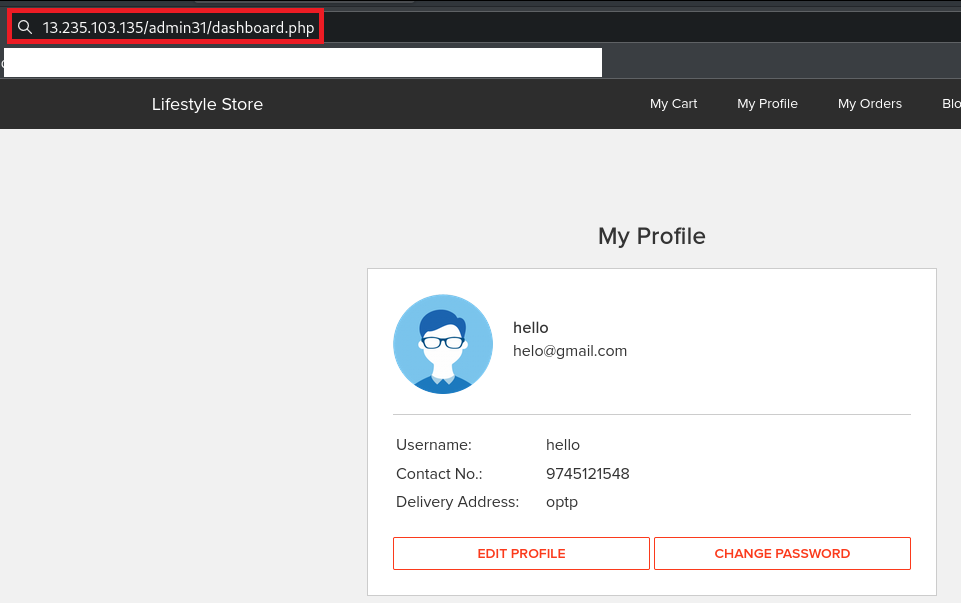 13.235.103.135/admin31/dashboard.php
Lifestyle Store My Cart My Profile My Orders Blo
My Profile
hello
helo@gmail.com
Username: hello
Contact No.: 9745121548
Delivery Address: optp
EDIT PROFILE CHANGE PASSWORD